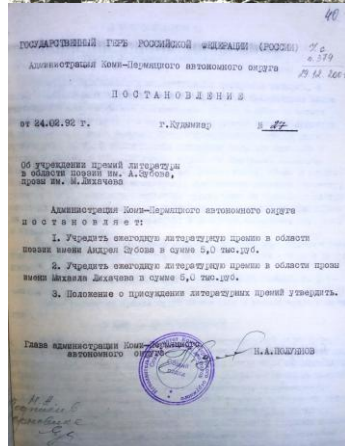 40
ГОСУДАРСТВЕННЫЙ ГЕРБ РОССИЙСКОЙ ФЕДЕРАЦИИ (РОССИИ)
Администрация Коми-Пермяцкого автономного округа
ПОСТАНОВЛЕНИЕ
от 24.02.92 г. г.Кудымкар № 27
Об учреждении премий литературы
в области поэзии им. А.Зубова,
прозы им. М.Лихачева
Администрация Коми-Пермяцкого автономного округа
постановляет:
1. Учредить ежегодную литературную премию в области
поэзии имени Андрея Зубова в сумме 5,0 тыс.руб.
2. Учредить ежегодную литературную премию в области прозы
имени Михаила Лихачева в сумме 5,0 тыс.руб.
3. Положение о присуждении литературных премий утвердить.
Глава администрации Коми-Пермяцкого
автономного округа Н.А.ПОЛУЯНОВ